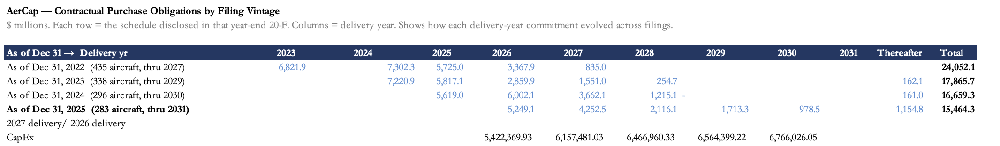 AerCap — Contractual Purchase Obligations by Filing Vintage
$ millions. Each row = the schedule disclosed in that year-end 20-F. Columns = delivery year. Shows how each delivery-year commitment evolved across filings.
As of Dec 31 → Delivery yr 2023 2024 2025 2026 2027 2028 2029 2030 2031 Thereafter Total
As of Dec 31, 2022 (435 aircraft, thru 2027) 6,821.9 7,302.3 5,725.0 3,367.9 835.0 24,052.1
As of Dec 31, 2023 (338 aircraft, thru 2029) 7,220.9 5,817.1 2,859.9 1,551.0 254.7 162.1 17,865.7
As of Dec 31, 2024 (296 aircraft, thru 2030) 5,619.0 6,002.1 3,662.1 1,215.1 - 161.0 16,659.3
As of Dec 31, 2025 (283 aircraft, thru 2031) 5,249.1 4,252.5 2,116.1 1,713.3 978.5 1,154.8 15,464.3
2027 delivery/ 2026 delivery
CapEx 5,422,369.93 6,157,481.03 6,466,960.33 6,564,399.22 6,766,026.05